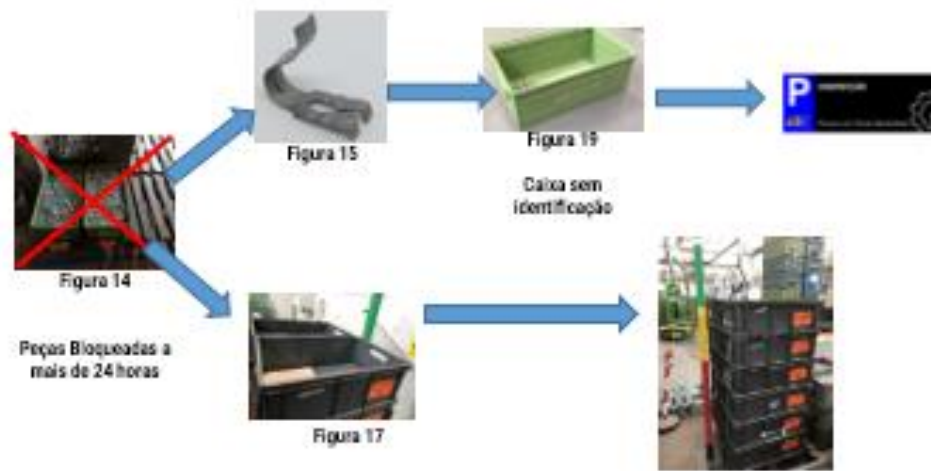 Figura 15
Figura 19
P
Caixa sem
identificação
Figura 14
Peças Bloqueadas a
mais de 24 horas
Figura 17